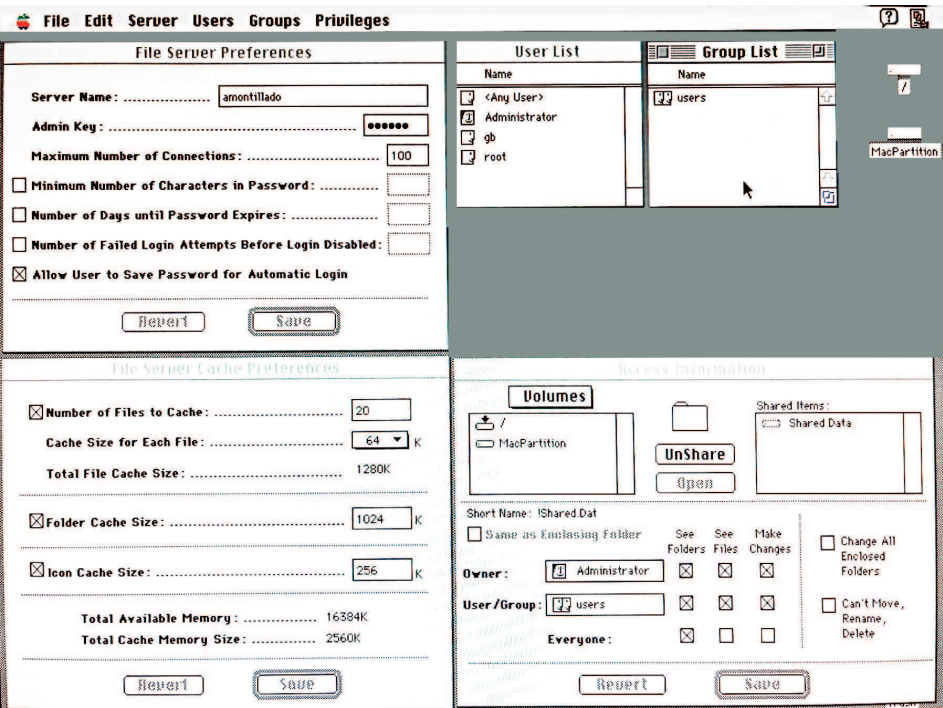 File Edit Server Users Groups Privileges
File Server Preferences
Server Name: amontillado
Admin Key: ●●●●●●
Maximum Number of Connections: 100
Minimum Number of Characters in Password:
Number of Days until Password Expires:
Number of Failed Login Attempts Before Login Disabled:
Allow User to Save Password for Automatic Login
Revert Save
User List
Name
<Any User>
Administrator
gb
root
Group List
Name
users
/
MacPartition
File Server Cache Preferences
Number of Files to Cache: 20
Cache Size for Each File: 64 K
Total File Cache Size: 1280K
Folder Cache Size: 1024 K
Icon Cache Size: 256 K
Total Available Memory: 16384K
Total Cache Memory Size: 2560K
Revert Save
Access Information
Volumes
/
MacPartition
UnShare
Open
Shared Items:
Shared Data
Short Name: !Shared.Dat
Same as Enclosing Folder
See Folders
See Files
Make Changes
Owner: Administrator
User/Group: users
Everyone:
Change All
Enclosed
Folders
Can't Move,
Rename,
Delete
Revert Save